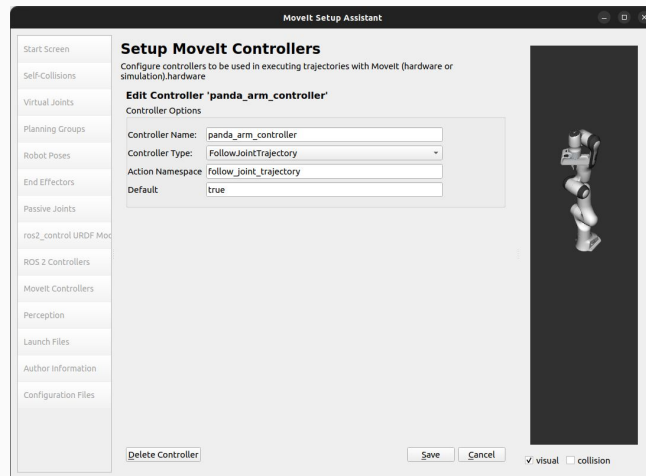 MoveIt Setup Assistant
Start Screen
Self-Collisions
Virtual Joints
Planning Groups
Robot Poses
End Effectors
Passive Joints
ros2_control URDF Mod
ROS 2 Controllers
MoveIt Controllers
Perception
Launch Files
Author Information
Configuration Files
Setup MoveIt Controllers
Configure controllers to be used in executing trajectories with MoveIt (hardware or
simulation).hardware
Edit Controller 'panda_arm_controller'
Controller Options
Controller Name: panda_arm_controller
Controller Type: FollowJointTrajectory
Action Namespace follow_joint_trajectory
Default true
Delete Controller Save Cancel
visual collision